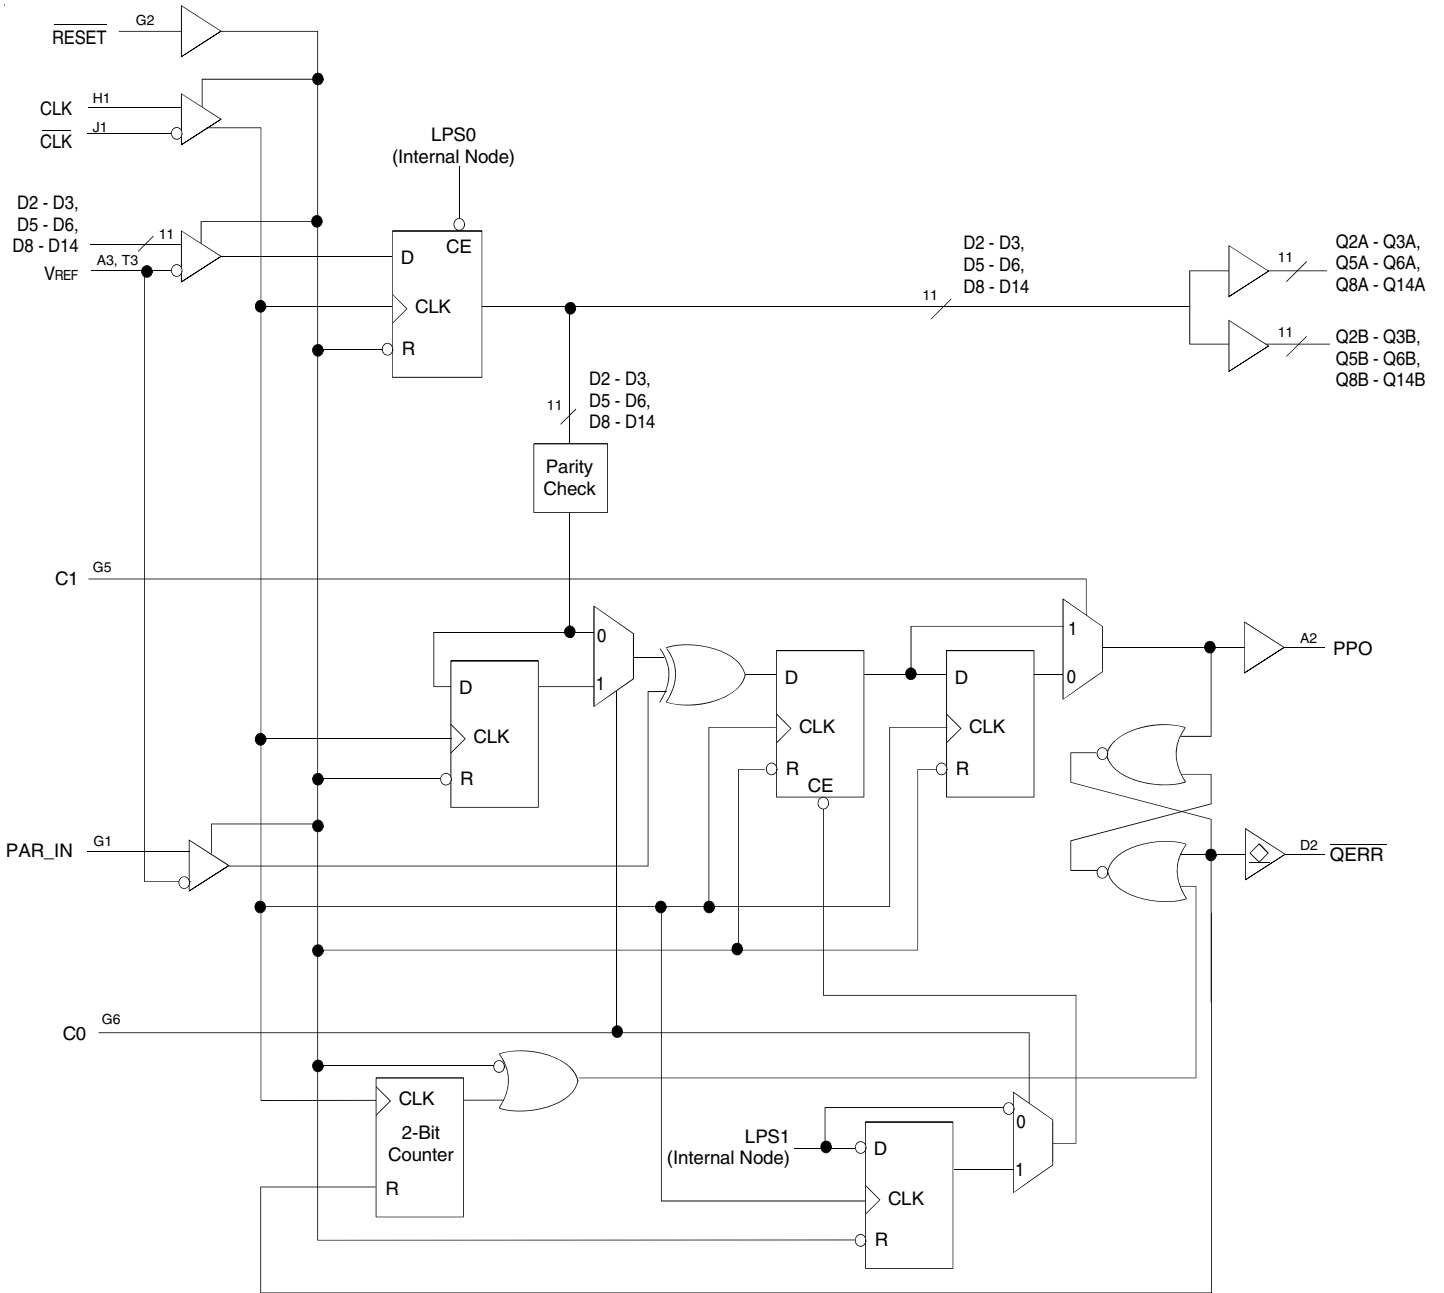 G2
RESET
CLK
H1
CLK
J1
LPS0
(Internal Node)
D2 - D3,
D5 - D6,
D8 - D14
11
VREF
A3, T3
D
CE
CLK
R
D2 - D3,
D5 - D6,
D8 - D14
11
11
Q2A - Q3A,
Q5A - Q6A,
Q8A - Q14A
11
Q2B - Q3B,
Q5B - Q6B,
Q8B - Q14B
11
D2 - D3,
D5 - D6,
D8 - D14
Parity
Check
C1
G5
0
1
D
CLK
R
D
CLK
R
CE
D
CLK
R
1
0
A2
PPO
PAR_IN
G1
D2
QERR
C0
G6
CLK
2-Bit
Counter
R
LPS1
(Internal Node)
D
CLK
R
0
1